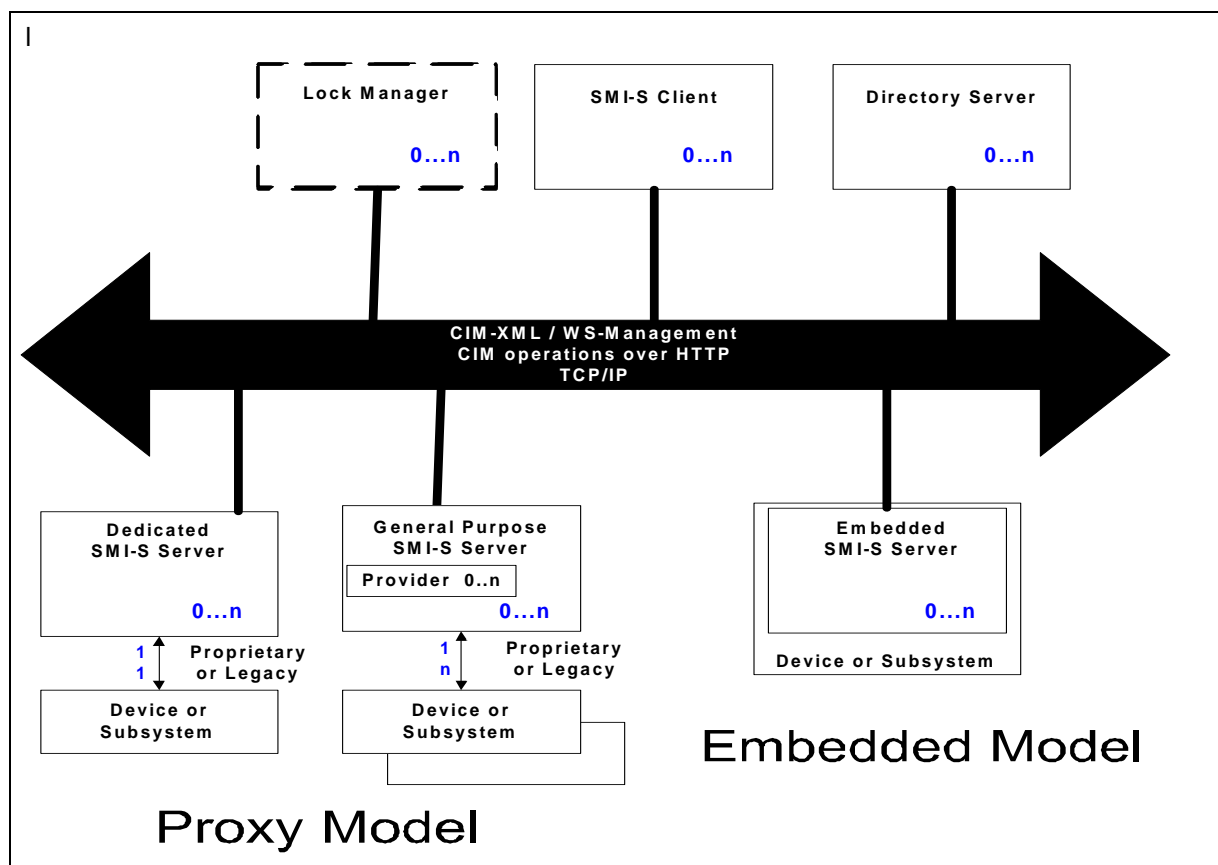 |
Lock Manager
0...n
SMI-S Client
0...n
Directory Server
0...n
CIM-XML / WS-Management
CIM operations over HTTP
TCP/IP
Dedicated
SMI-S Server
0...n
1
1
Proprietary
or Legacy
Device or
Subsystem
General Purpose
SMI-S Server
Provider 0..n
0...n
1
n
Proprietary
or Legacy
Device or
Subsystem
Embedded
SMI-S Server
0...n
Device or Subsystem
Embedded Model
Proxy Model